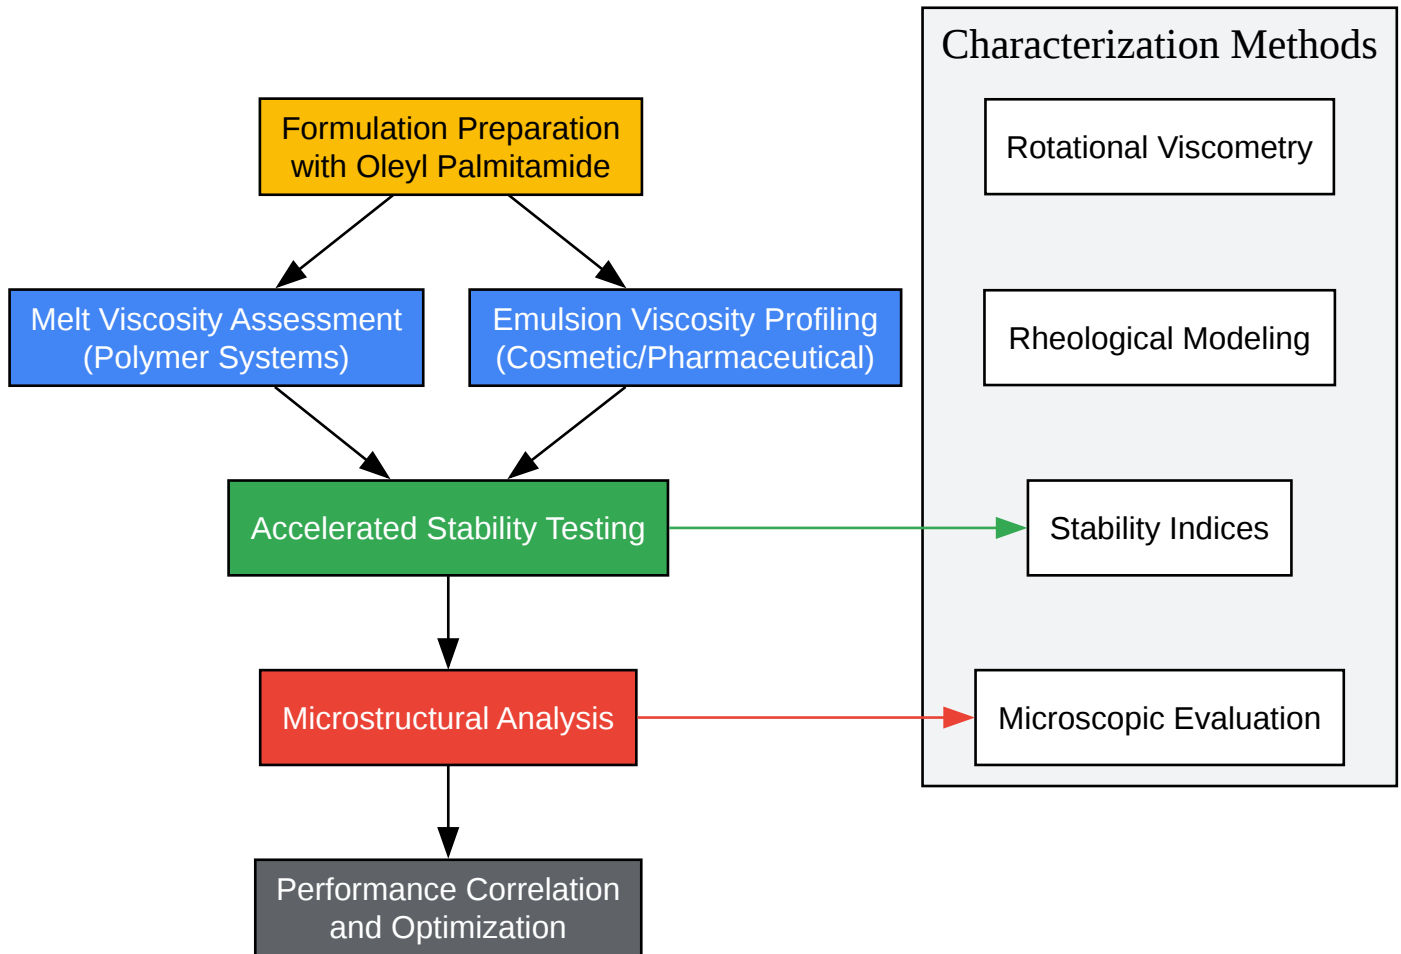 Characterization Methods
Formulation Preparation
with Oleyl Palmitamide
Rotational Viscometry
Melt Viscosity Assessment
(Polymer Systems)
Emulsion Viscosity Profiling
(Cosmetic/Pharmaceutical)
Rheological Modeling
Accelerated Stability Testing
Stability Indices
Microstructural Analysis
Microscopic Evaluation
Performance Correlation
and Optimization